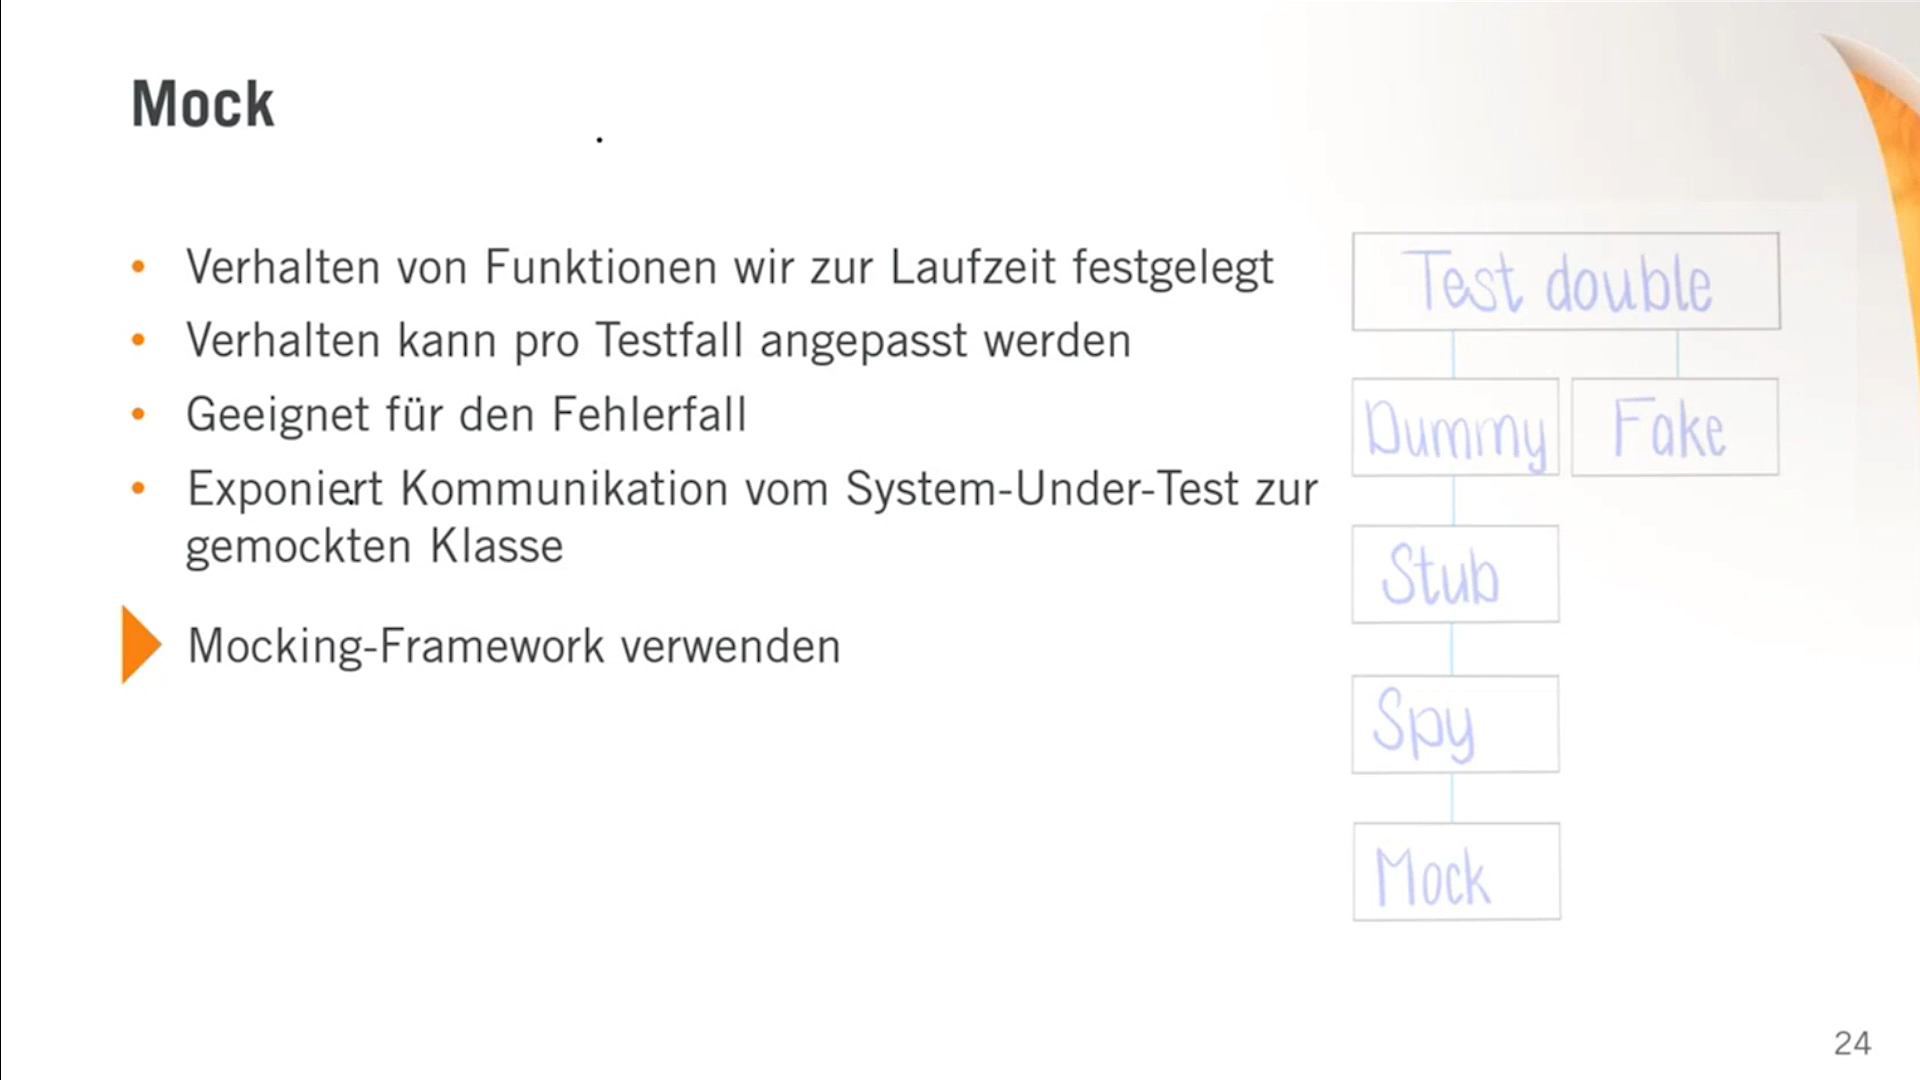 Mock
• Verhalten von Funktionen wir zur Laufzeit festgelegt
• Verhalten kann pro Testfall angepasst werden
• Geeignet für den Fehlerfall
• Exponiert Kommunikation vom System-Under-Test zur
gemockten Klasse
Mocking-Framework verwenden
Test double
Dummy
Fake
Stub
Spy
Mock
24